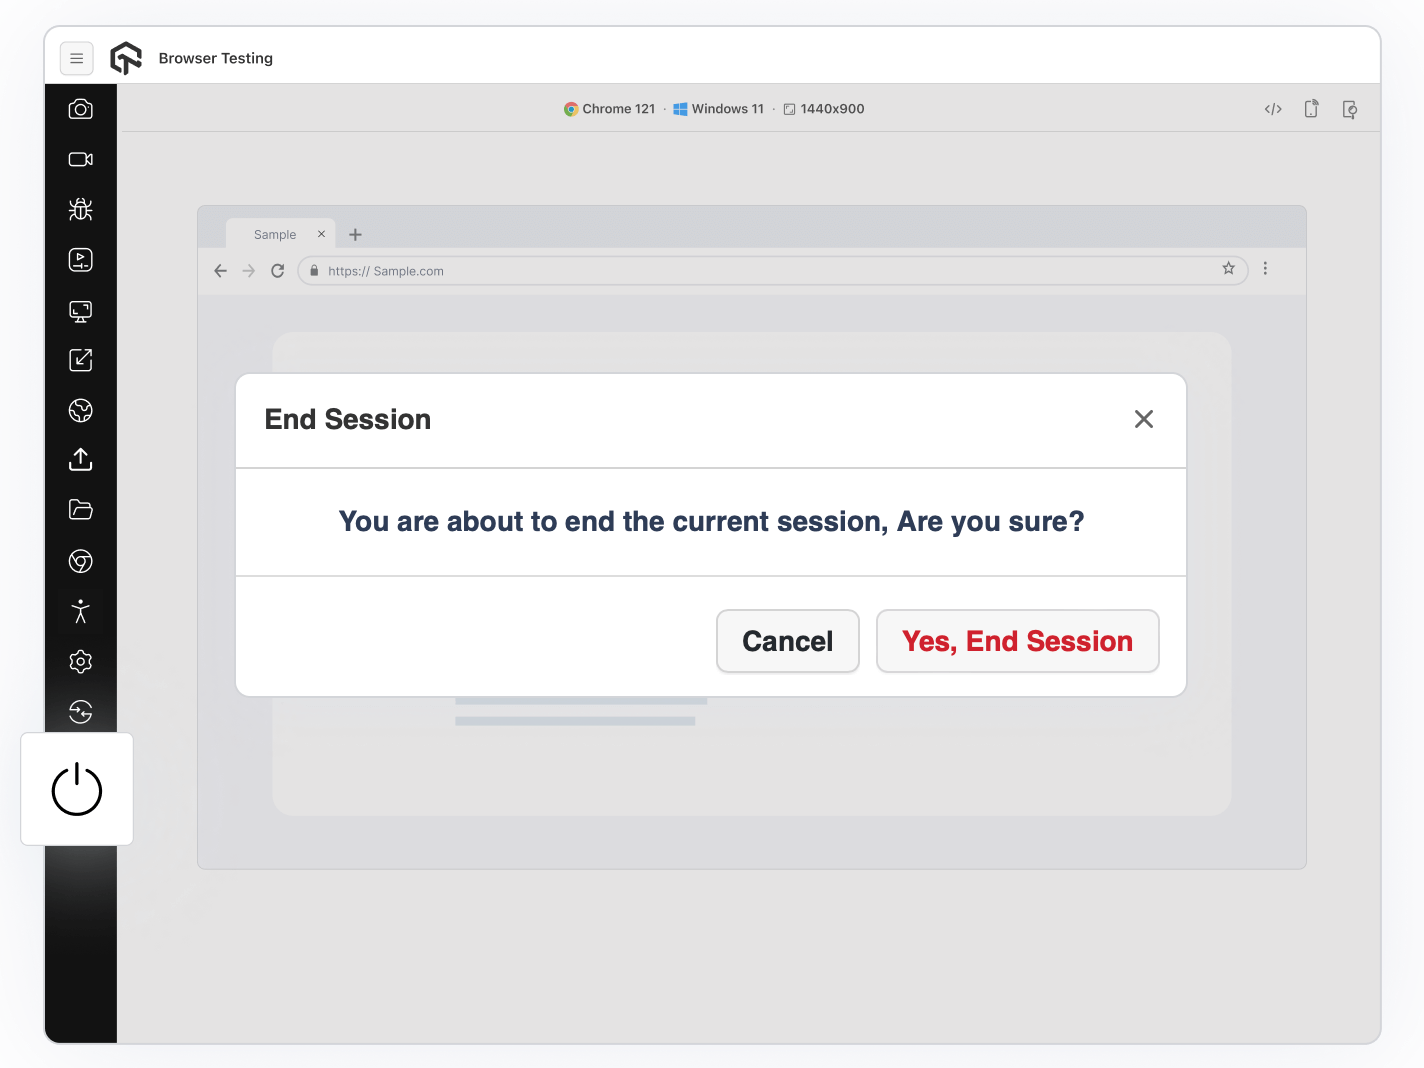 Browser Testing
Chrome 121 · Windows 11 · 1440x900
Sample
https:// Sample.com
End Session
You are about to end the current session, Are you sure?
Cancel
Yes, End Session